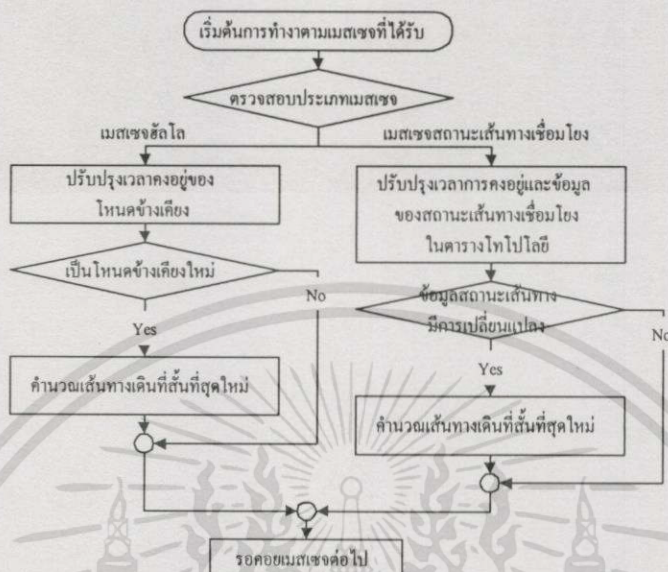 เริ่มต้นการทำงาตามเมสเซจที่ได้รับ
ตรวจสอบประเภทเมสเซจ
เมสเซจฮัลโล
เมสเซจสถานะเส้นทางเชื่อมโยง
ปรับปรุงเวลาคงอยู่ของ
โหนดข้างเคียง
ปรับปรุงเวลาการคงอยู่และข้อมูล
ของสถานะเส้นทางเชื่อมโยง
ในตารางโทโปโลยี
เป็นโหนดข้างเคียงใหม่
No
Yes
ข้อมูลสถานะเส้นทาง
มีการเปลี่ยนแปลง
No
Yes
คำนวณเส้นทางเดินที่สั้นที่สุดใหม่
คำนวณเส้นทางเดินที่สั้นที่สุดใหม่
รอคอยเมสเซจต่อไป